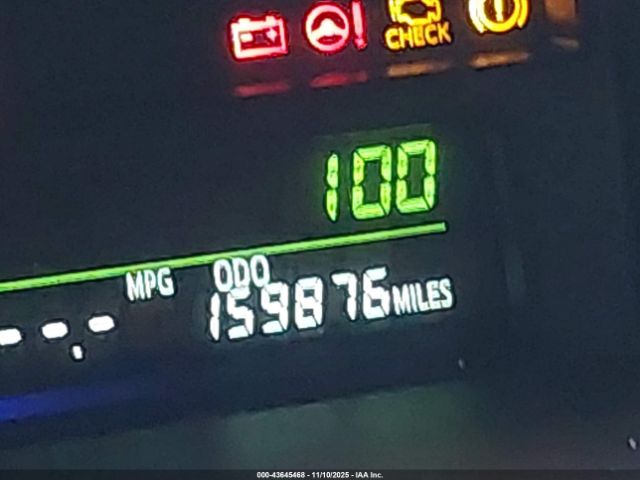 CHECK
100
MPG ODO
159876 MILES
000-43645468 - 11/10/2025 - IAA Inc.